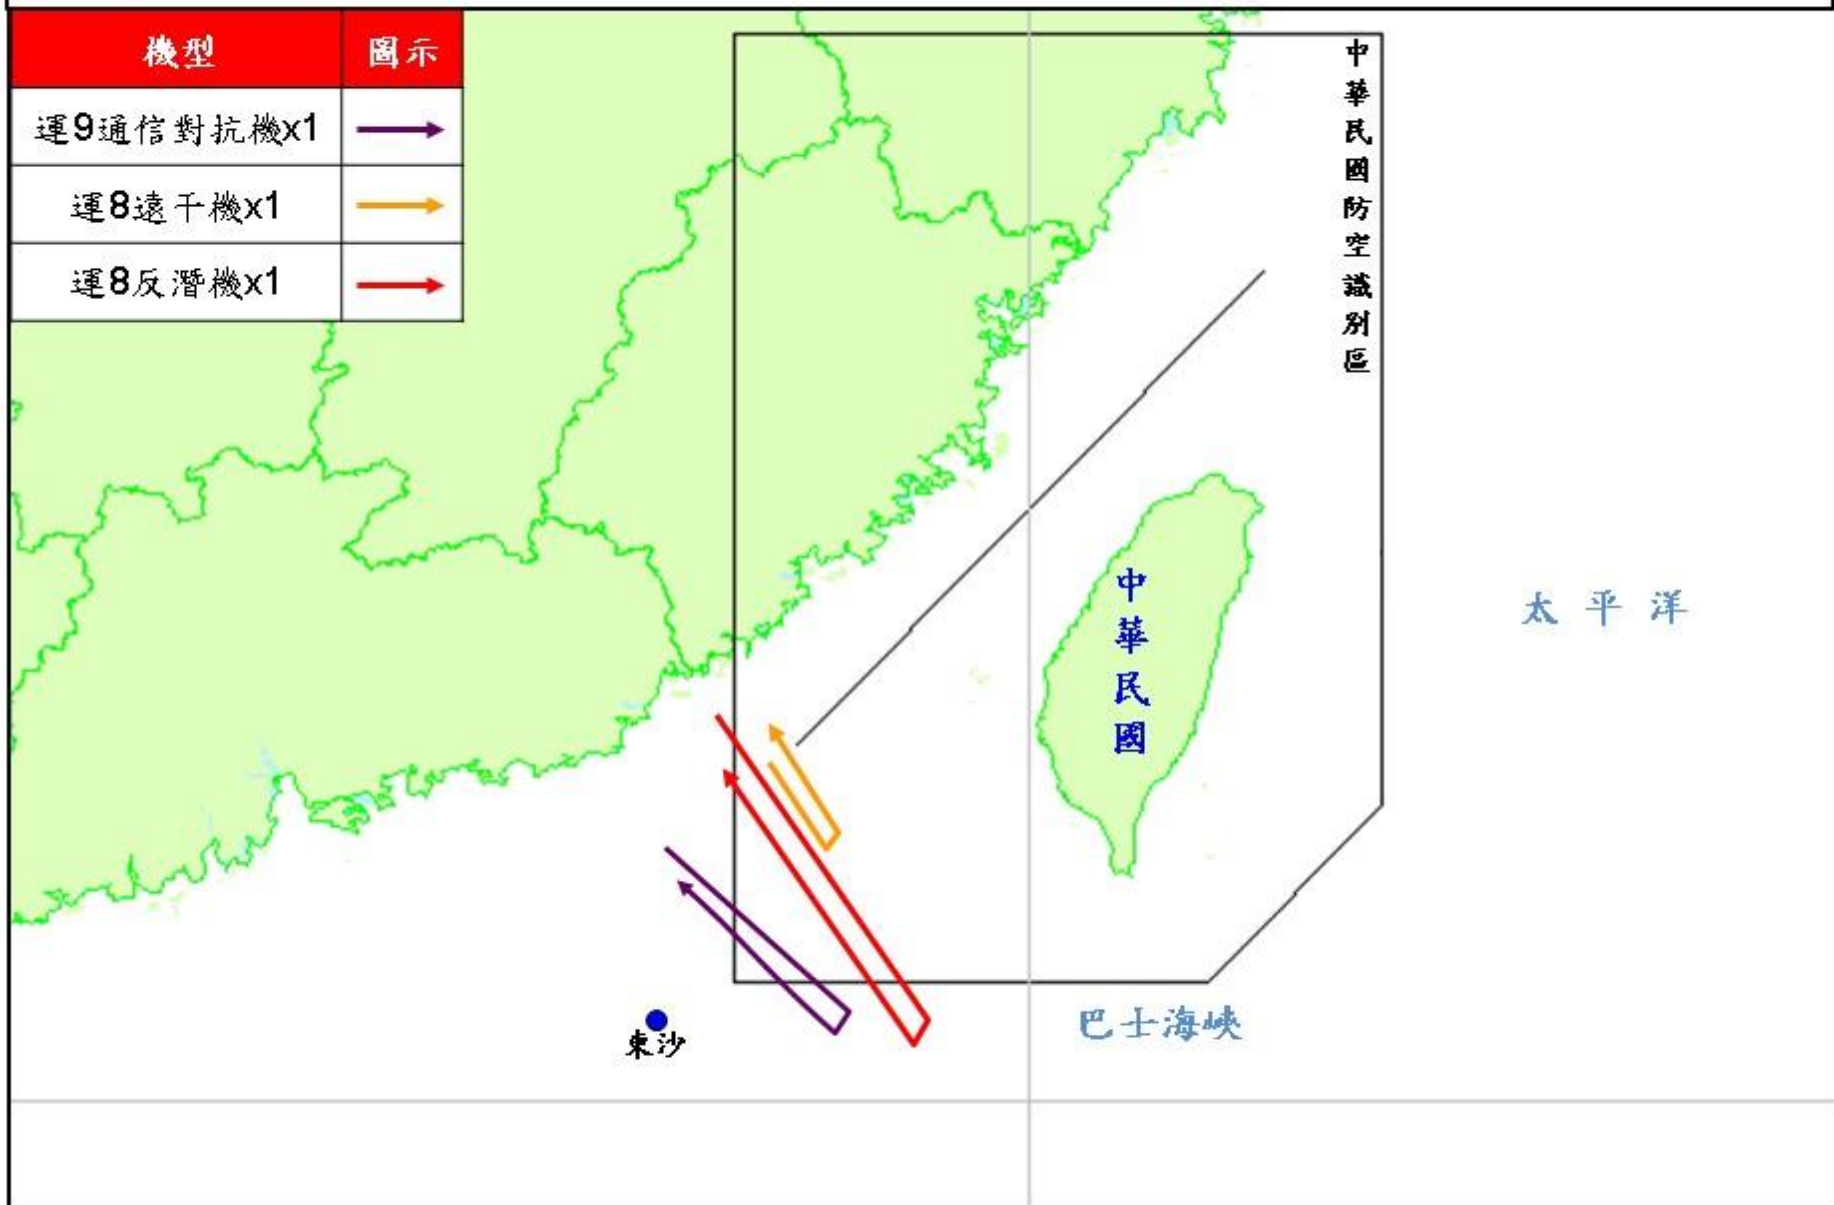 機型 圖示
運9通信對抗機x1
運8遠干機x1
運8反潛機x1
中華民國防空識別區
中華民國
太平洋
巴士海峽
東沙